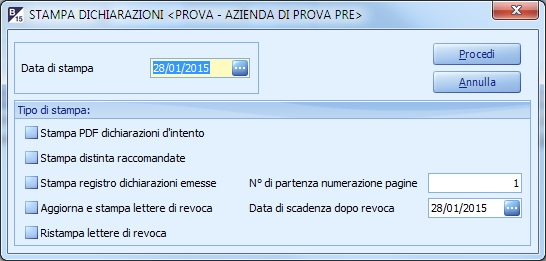 B 15 STAMPA DICHIARAZIONI <PROVA - AZIENDA DI PROVA PRE>
Data di stampa 28/01/2015 ...
Procedi
Annulla
Tipo di stampa:
Stampa PDF dichiarazioni d'intento
Stampa distinta raccomandate
Stampa registro dichiarazioni emesse N° di partenza numerazione pagine 1
Aggiorna e stampa lettere di revoca Data di scadenza dopo revoca 28/01/2015 ...
Ristampa lettere di revoca